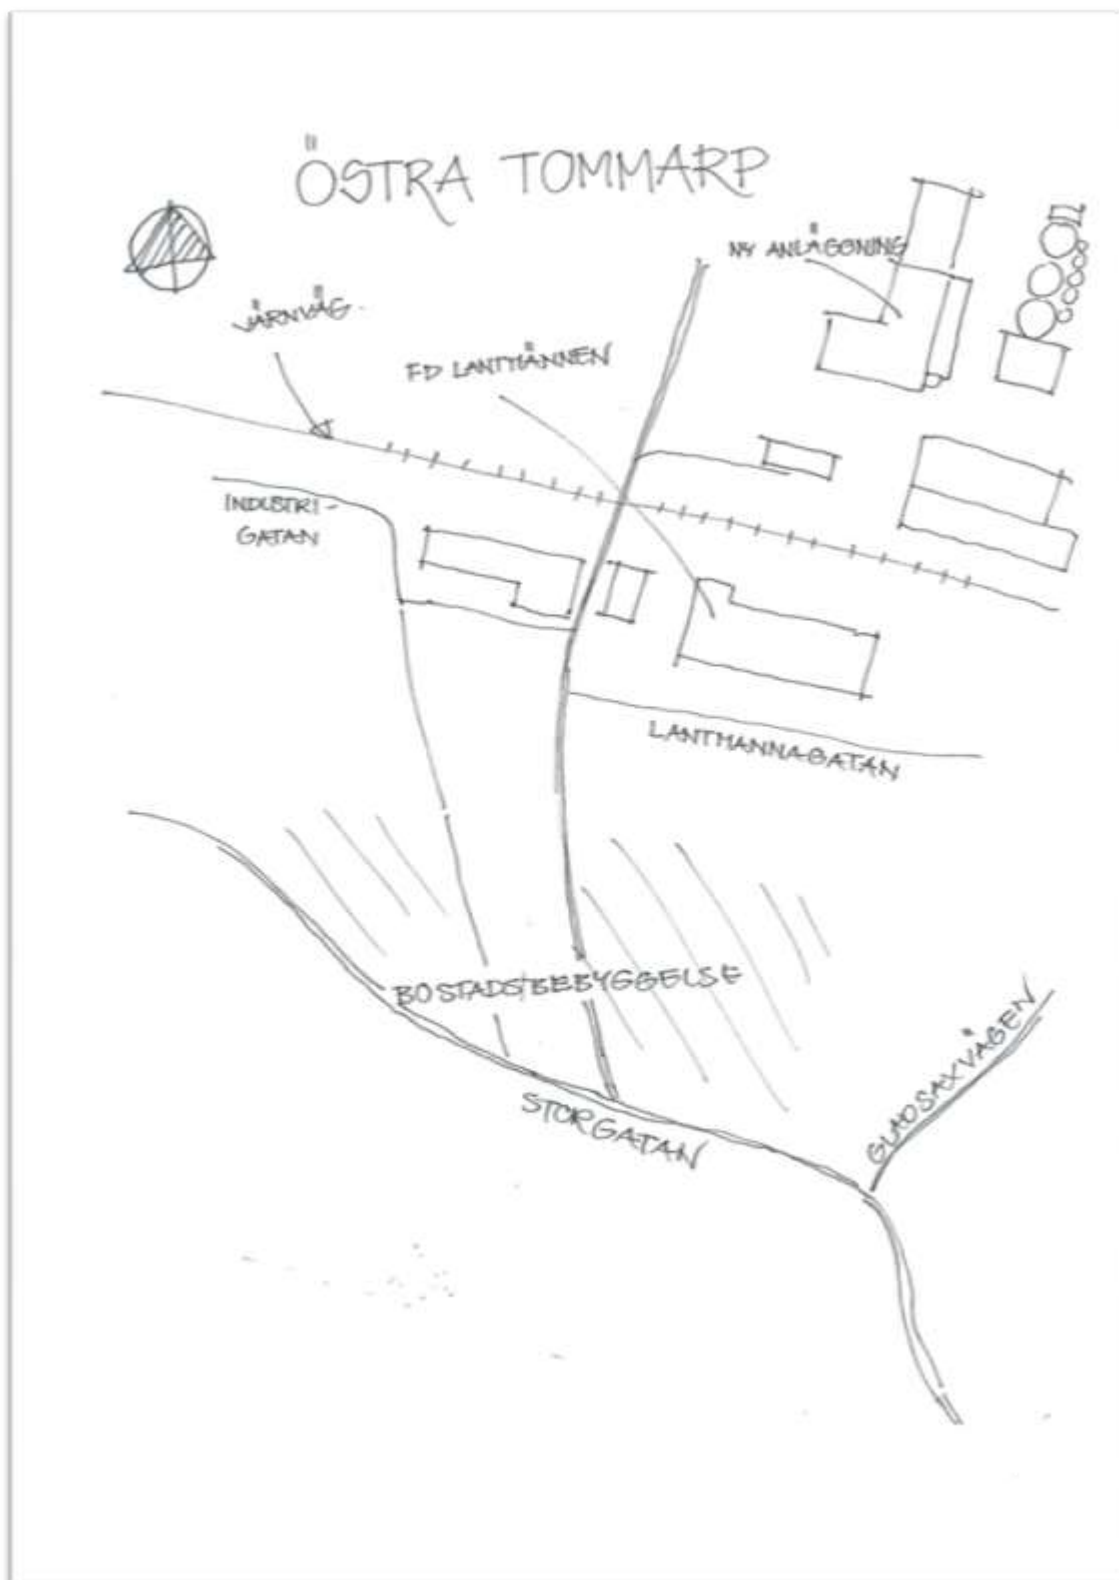 ÖSTRA TOMMARP
NY ANLÄGGNING
JÄRNVÄG
FD LANTMÄNNEN
INDUSTRI-
GATAN
LANTMANNAGATAN
BOSTADSBEBYGGELSE
GLADSAXVÄGEN
STORGATAN